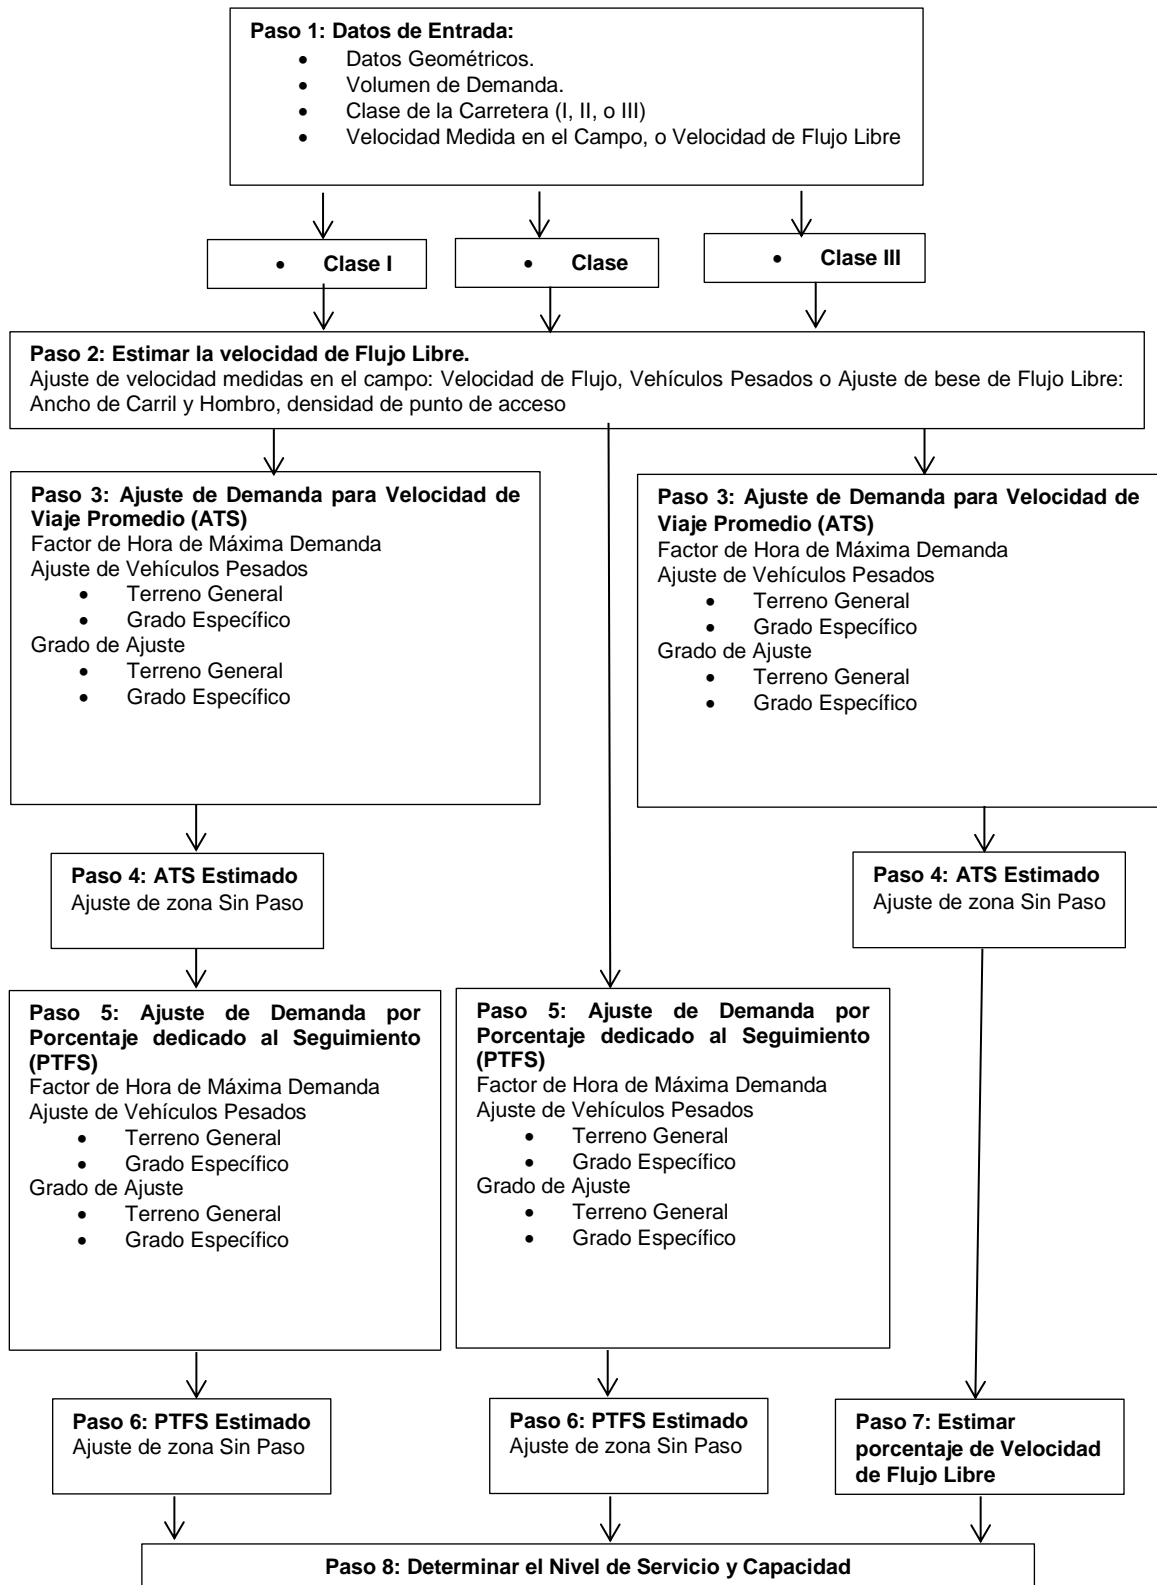 Paso 1: Datos de Entrada:
• Datos Geométricos.
• Volumen de Demanda.
• Clase de la Carretera (I, II, o III)
• Velocidad Medida en el Campo, o Velocidad de Flujo Libre
• Clase I
• Clase
• Clase III
Paso 2: Estimar la velocidad de Flujo Libre.
Ajuste de velocidad medidas en el campo: Velocidad de Flujo, Vehículos Pesados o Ajuste de bese de Flujo Libre:
Ancho de Carril y Hombro, densidad de punto de acceso
Paso 3: Ajuste de Demanda para Velocidad de
Viaje Promedio (ATS)
Factor de Hora de Máxima Demanda
Ajuste de Vehículos Pesados
• Terreno General
• Grado Específico
Grado de Ajuste
• Terreno General
• Grado Específico
Paso 3: Ajuste de Demanda para Velocidad de
Viaje Promedio (ATS)
Factor de Hora de Máxima Demanda
Ajuste de Vehículos Pesados
• Terreno General
• Grado Específico
Grado de Ajuste
• Terreno General
• Grado Específico
Paso 4: ATS Estimado
Ajuste de zona Sin Paso
Paso 4: ATS Estimado
Ajuste de zona Sin Paso
Paso 5: Ajuste de Demanda por
Porcentaje dedicado al Seguimiento
(PTFS)
Factor de Hora de Máxima Demanda
Ajuste de Vehículos Pesados
• Terreno General
• Grado Específico
Grado de Ajuste
• Terreno General
• Grado Específico
Paso 5: Ajuste de Demanda por
Porcentaje dedicado al Seguimiento
(PTFS)
Factor de Hora de Máxima Demanda
Ajuste de Vehículos Pesados
• Terreno General
• Grado Específico
Grado de Ajuste
• Terreno General
• Grado Específico
Paso 6: PTFS Estimado
Ajuste de zona Sin Paso
Paso 6: PTFS Estimado
Ajuste de zona Sin Paso
Paso 7: Estimar
porcentaje de Velocidad
de Flujo Libre
Paso 8: Determinar el Nivel de Servicio y Capacidad